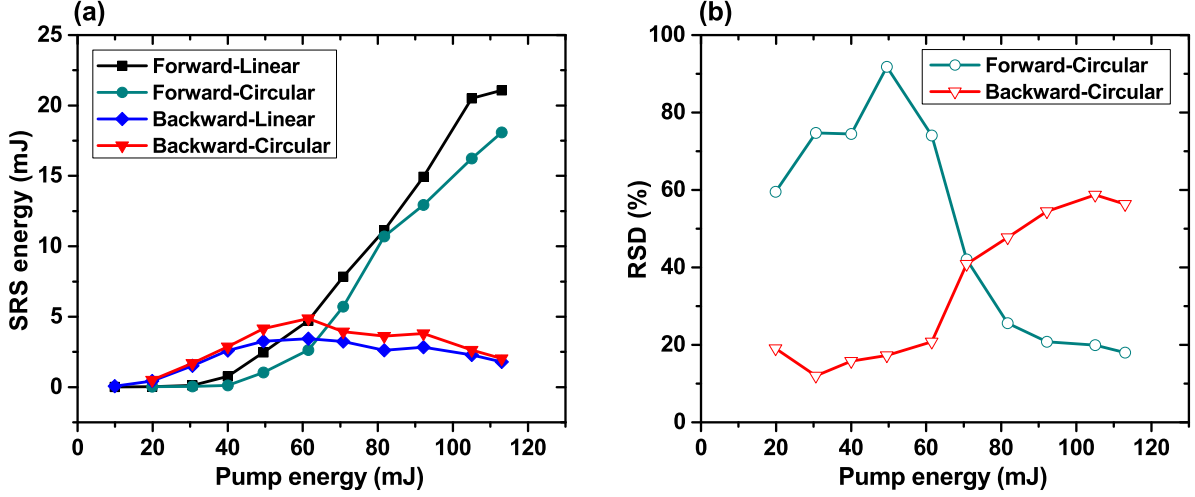 (a)
25
20
15
10
5
0
SRS energy (mJ)
Forward-Linear
Forward-Circular
Backward-Linear
Backward-Circular
0 20 40 60 80 100 120
Pump energy (mJ)
(b)
100
80
60
40
20
0
RSD (%)
Forward-Circular
Backward-Circular
0 20 40 60 80 100 120
Pump energy (mJ)